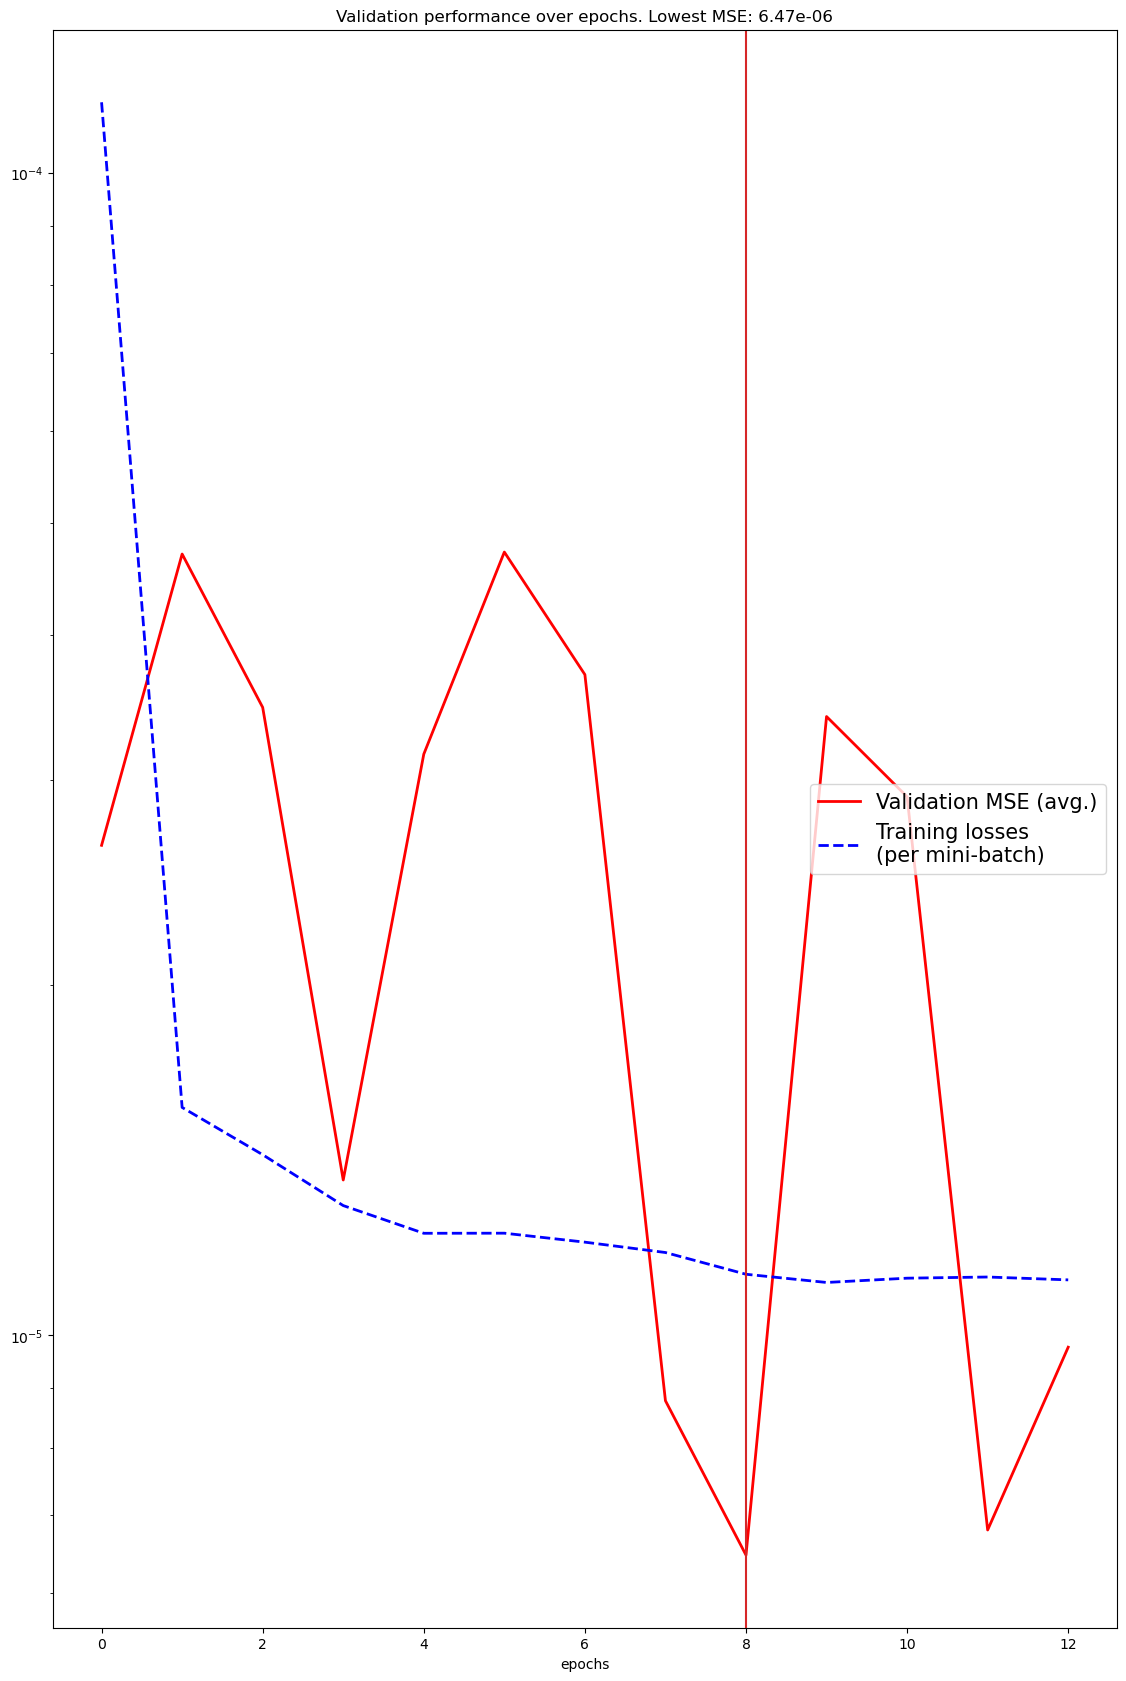 Validation performance over epochs. Lowest MSE: 6.47e-06
10⁻⁴
10⁻⁵
Validation MSE (avg.)
Training losses
(per mini-batch)
0 2 4 6 8 10 12
epochs